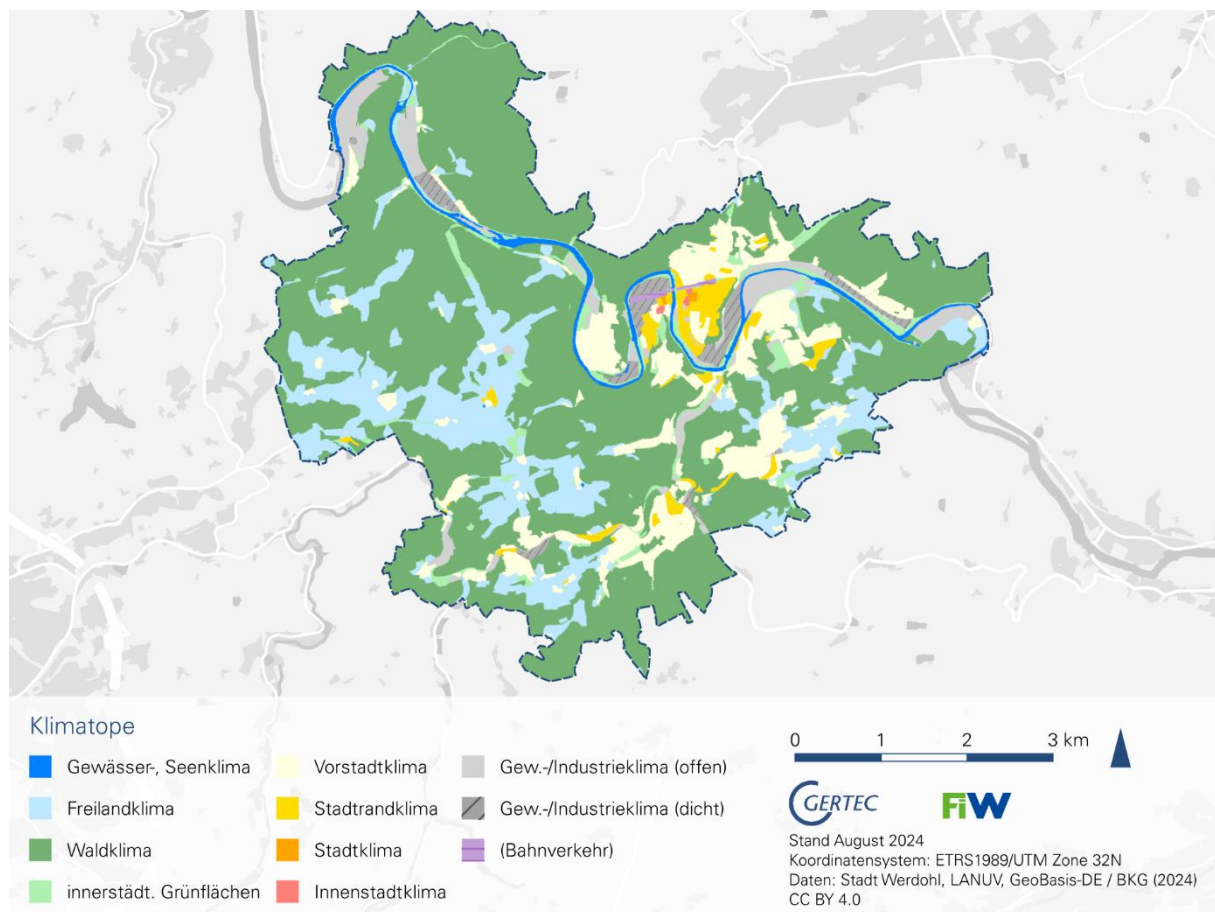 Klimatope
Gewässer-, Seenklima
Freilandklima
Waldklima
innerstädt. Grünflächen
Vorstadtklima
Stadtrandklima
Stadtklima
Innenstadtklima
Gew.-/Industrieklima (offen)
Gew.-/Industrieklima (dicht)
(Bahnverkehr)
0 1 2 3 km
GERTEC FiW
Stand August 2024
Koordinatensystem: ETRS1989/UTM Zone 32N
Daten: Stadt Werdohl, LANUV, GeoBasis-DE / BKG (2024)
CC BY 4.0